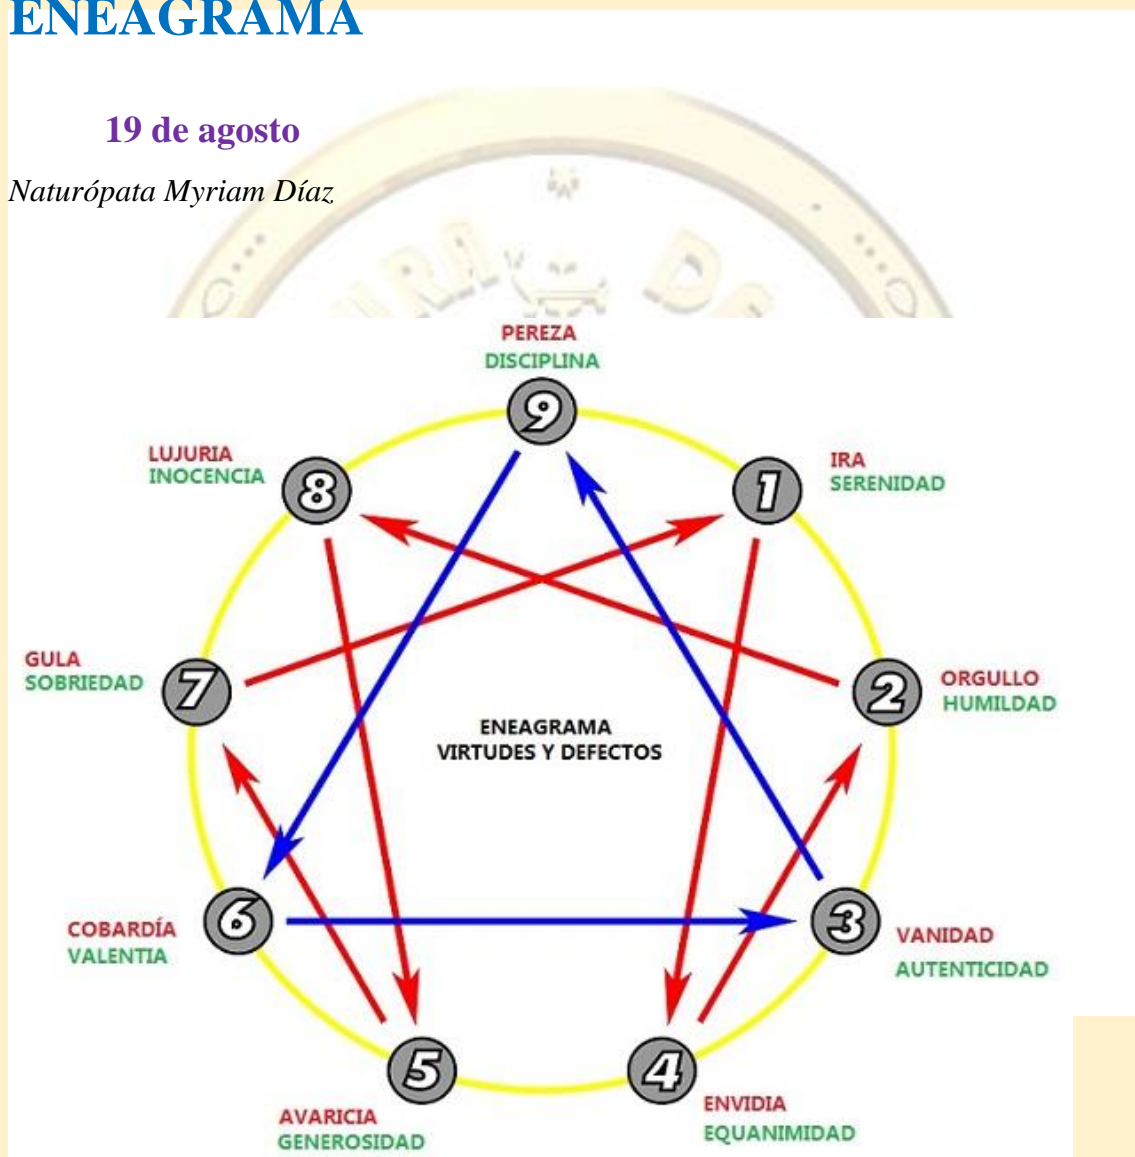 ENEAGRAMA
19 de agosto
Naturópata Myriam Díaz
PEREZA
DISCIPLINA
9
LUJURIA
INOCENCIA
8
1
IRA
SERENIDAD
GULA
SOBRIEDAD
7
2
ORGULLO
HUMILDAD
ENEAGRAMA
VIRTUDES Y DEFECTOS
COBARDÍA
VALENTIA
6
3
VANIDAD
AUTENTICIDAD
5
4
AVARICIA
GENEROSIDAD
ENVIDIA
EQUANIMIDAD